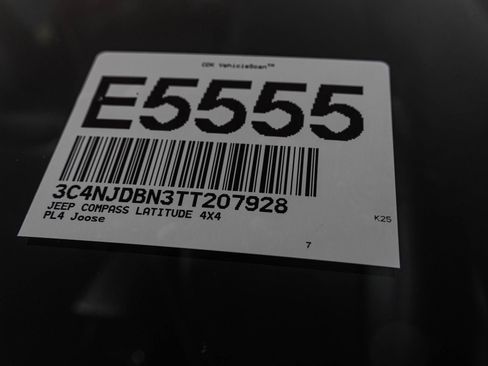 CDK VehicleScan™
E5555
3C4NJDBN3TT207928
JEEP COMPASS LATITUDE 4X4
PL4 Joose
K25
7